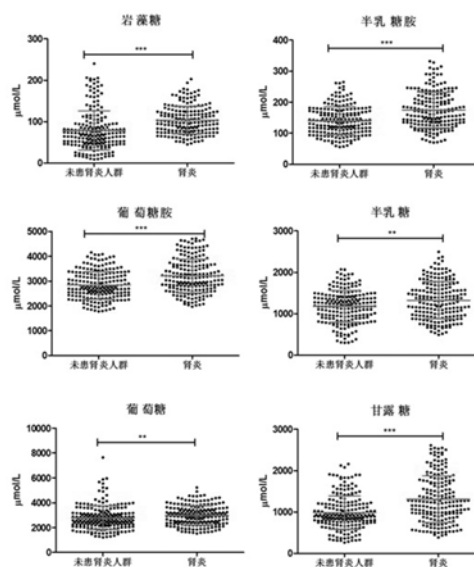 岩藻糖
***
μmol/L
300
200
100
0
未患肾炎人群
肾炎
半乳糖胺
***
μmol/L
400
300
200
100
0
未患肾炎人群
肾炎
葡萄糖胺
***
μmol/L
5000
4000
3000
2000
1000
0
未患肾炎人群
肾炎
半乳糖
**
μmol/L
3000
2000
1000
0
未患肾炎人群
肾炎
葡萄糖
**
μmol/L
10000
8000
6000
4000
2000
0
未患肾炎人群
肾炎
甘露糖
***
μmol/L
3000
2000
1000
0
未患肾炎人群
肾炎